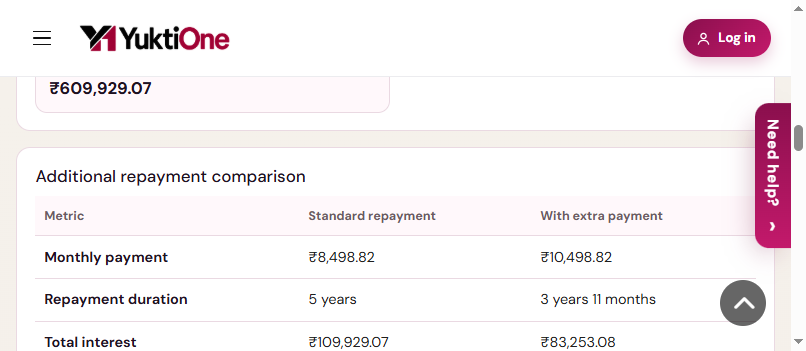 YuktiOne
Log in
₹609,929.07
Need help? ›
Additional repayment comparison
Metric Standard repayment With extra payment
Monthly payment ₹8,498.82 ₹10,498.82
Repayment duration 5 years 3 years 11 months
Total interest ₹109,929.07 ₹83,253.08